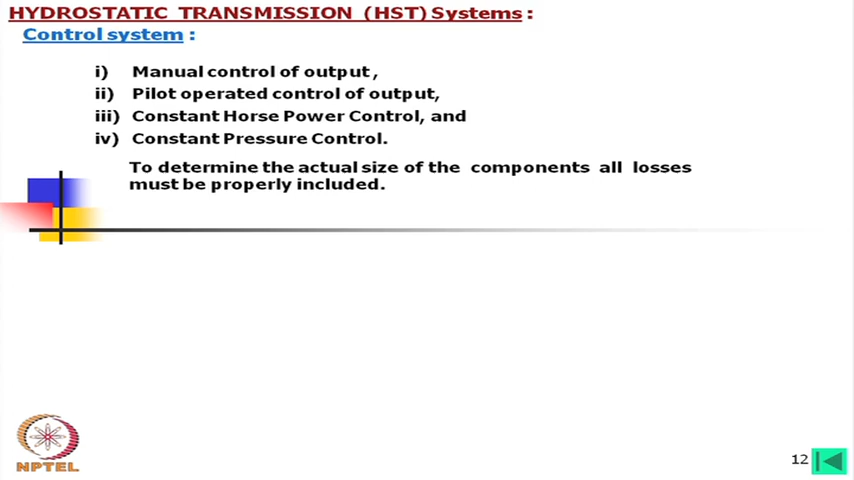 HYDROSTATIC TRANSMISSION (HST) Systems :
Control system :
i) Manual control of output ,
ii) Pilot operated control of output,
iii) Constant Horse Power Control, and
iv) Constant Pressure Control.
To determine the actual size of the components all losses
must be properly included.
NPTEL
12